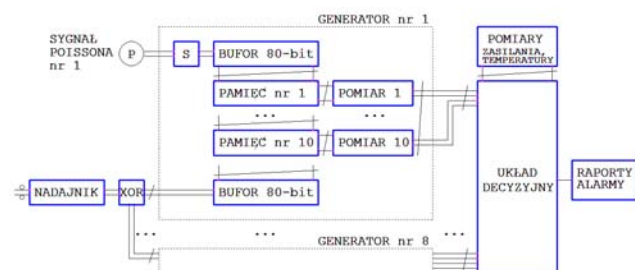 GENERATOR nr 1
SYGNAŁ
POISSONA
nr 1
P
S
BUFOR 80-bit
POMIARY
ZASILANIA,
TEMPERATURY
PAMIĘĆ nr 1
POMIAR 1
...
...
...
PAMIĘĆ nr 10
POMIAR 10
UKŁAD
DECYZYJNY
RAPORTY
ALARMY
NADAJNIK
XOR
BUFOR 80-bit
...
...
...
GENERATOR nr 8